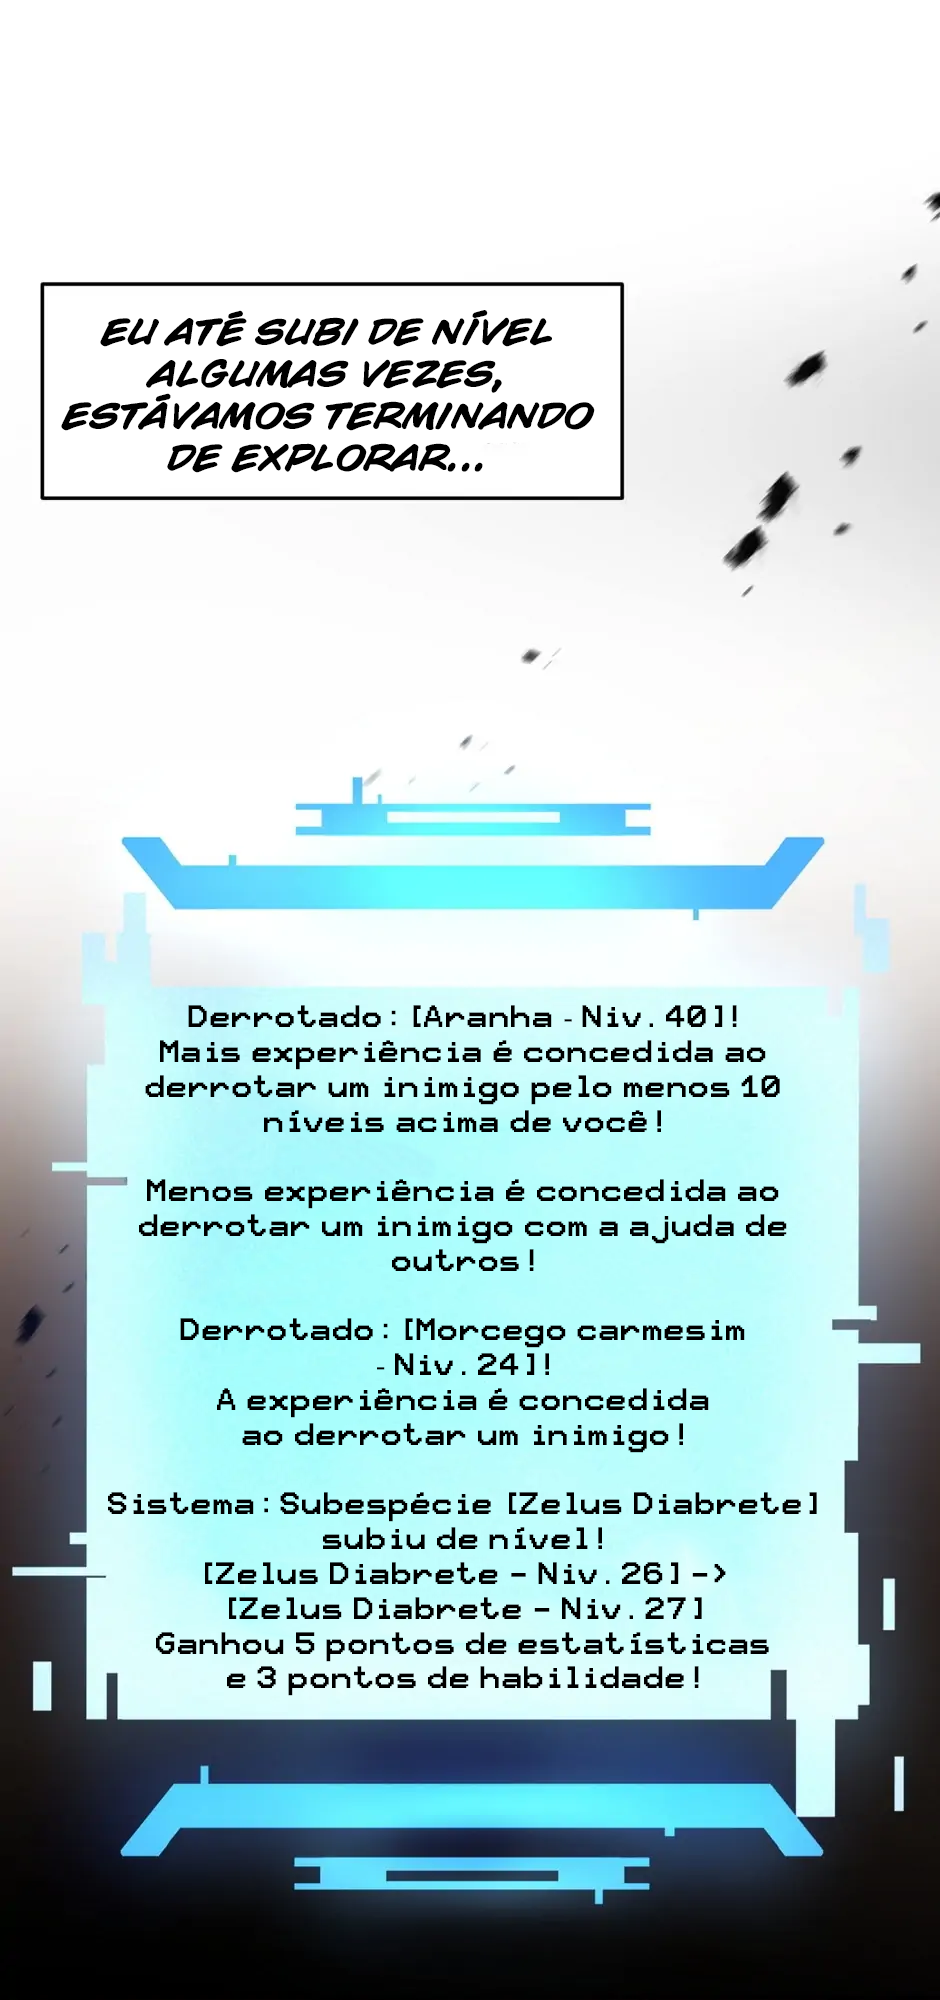 EU ATÉ SUBI DE NÍVEL
ALGUMAS VEZES,
ESTÁVAMOS TERMINANDO
DE EXPLORAR...
Derrotado: [Aranha - Niv.40]!
Mais experiência é concedida ao
derrotar um inimigo pelo menos 10
níveis acima de você!
Menos experiência é concedida ao
derrotar um inimigo com a ajuda de
outros!
Derrotado: [Morcego carmesim
- Niv.24]!
A experiência é concedida
ao derrotar um inimigo!
Sistema: Subespécie [Zelus Diabrete]
subiu de nível!
[Zelus Diabrete - Niv.26] ->
[Zelus Diabrete - Niv.27]
Ganhou 5 pontos de estatísticas
e 3 pontos de habilidade!